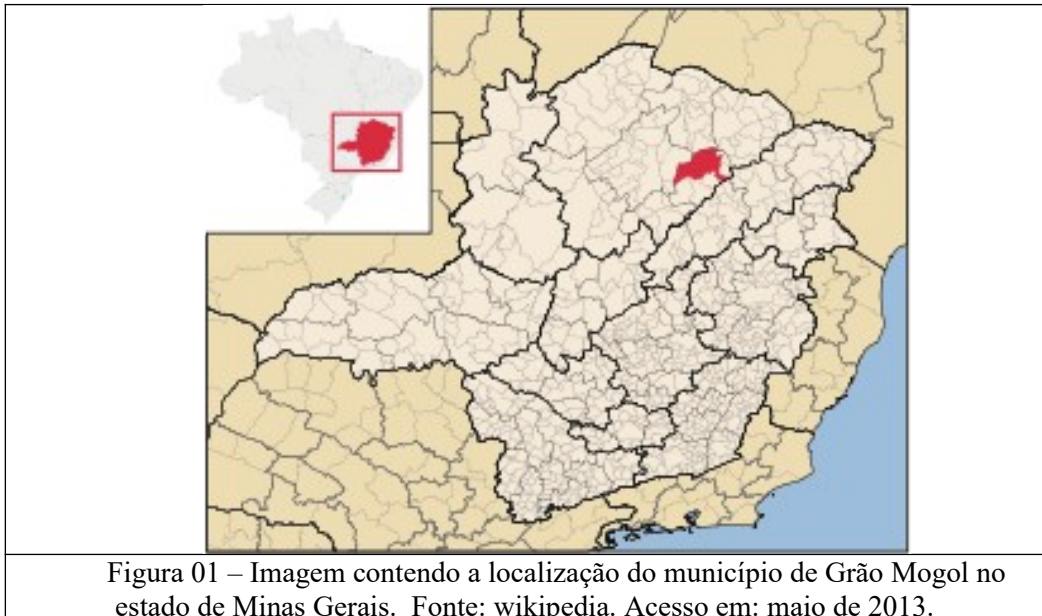 Figura 01 – Imagem contendo a localização do município de Grão Mogol no
estado de Minas Gerais. Fonte: wikipedia. Acesso em: maio de 2013.